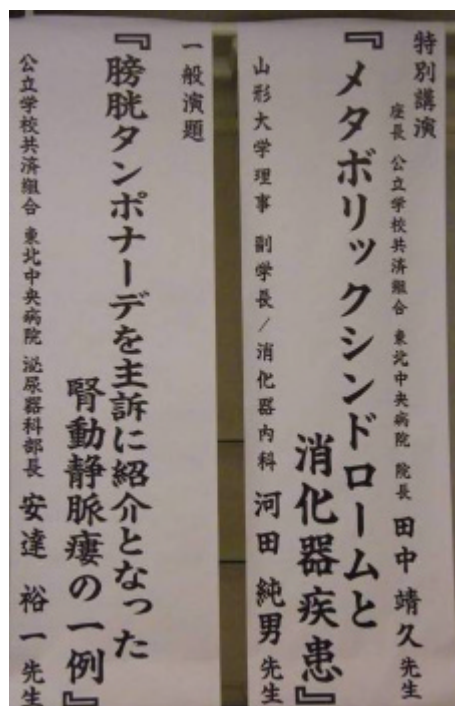 特別講演
座長 公立学校共済組合 東北中央病院 院長 田中 靖久 先生
『メタボリックシンドロームと
消化器疾患』
山形大学理事 副学長／消化器内科 河田 純男 先生
一般演題
『膀胱タンポナーデを主訴に紹介となった
腎動静脈瘻の一例』
公立学校共済組合 東北中央病院 泌尿器科部長 安達 裕一 先生